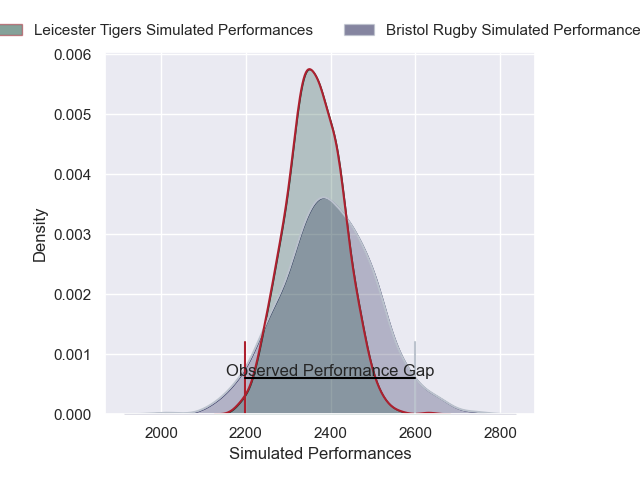 Leicester Tigers Simulated Performances
Bristol Rugby Simulated Performance
0.006
0.005
0.004
0.003
0.002
0.001
0.000
Density
Observed Performance Gap
2000
2200
2400
2600
2800
Simulated Performances